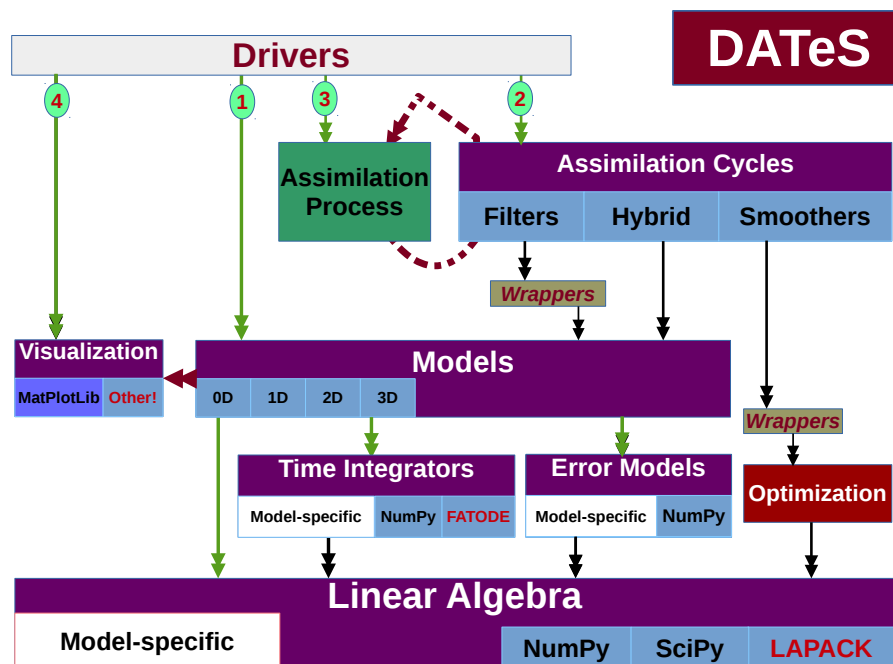 DATeS
Drivers
4
1
3
2
Assimilation
Process
Assimilation Cycles
Filters
Hybrid
Smoothers
Wrappers
Visualization
MatPlotLib
Other!
Models
0D
1D
2D
3D
Wrappers
Time Integrators
Model-specific
NumPy
FATODE
Error Models
Model-specific
NumPy
Optimization
Linear Algebra
Model-specific
NumPy
SciPy
LAPACK